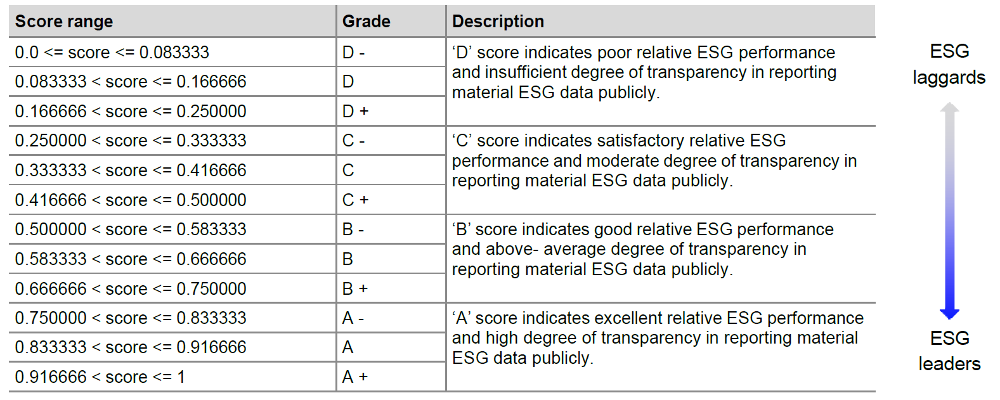 Score range Grade Description
0.0 <= score <= 0.083333 D -
0.083333 < score <= 0.166666 D
0.166666 < score <= 0.250000 D +
‘D’ score indicates poor relative ESG performance
and insufficient degree of transparency in reporting
material ESG data publicly.
0.250000 < score <= 0.333333 C -
0.333333 < score <= 0.416666 C
0.416666 < score <= 0.500000 C +
‘C’ score indicates satisfactory relative ESG
performance and moderate degree of transparency in
reporting material ESG data publicly.
0.500000 < score <= 0.583333 B -
0.583333 < score <= 0.666666 B
0.666666 < score <= 0.750000 B +
‘B’ score indicates good relative ESG performance
and above- average degree of transparency in
reporting material ESG data publicly.
0.750000 < score <= 0.833333 A -
0.833333 < score <= 0.916666 A
0.916666 < score <= 1 A +
‘A’ score indicates excellent relative ESG performance
and high degree of transparency in reporting material
ESG data publicly.
ESG
laggards
ESG
leaders